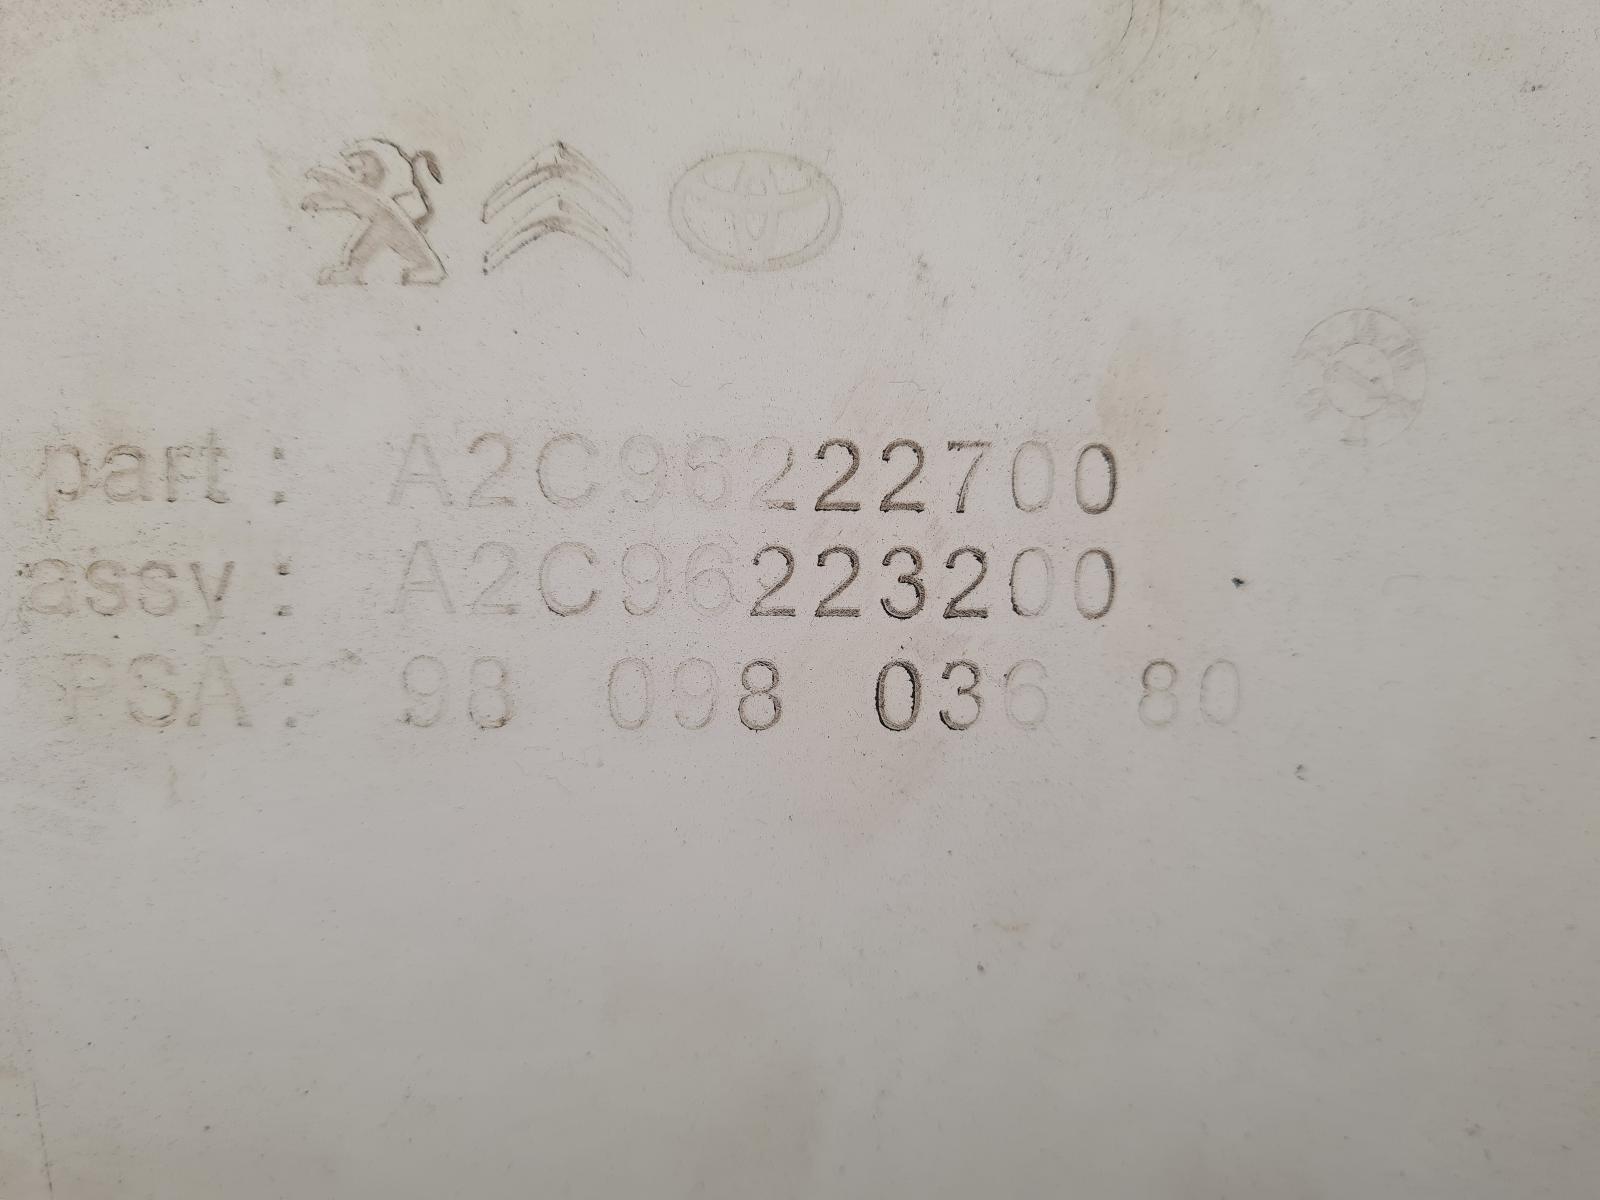 part: A2C96222700
assy: A2C96223200
PSA: 98 098 036 80